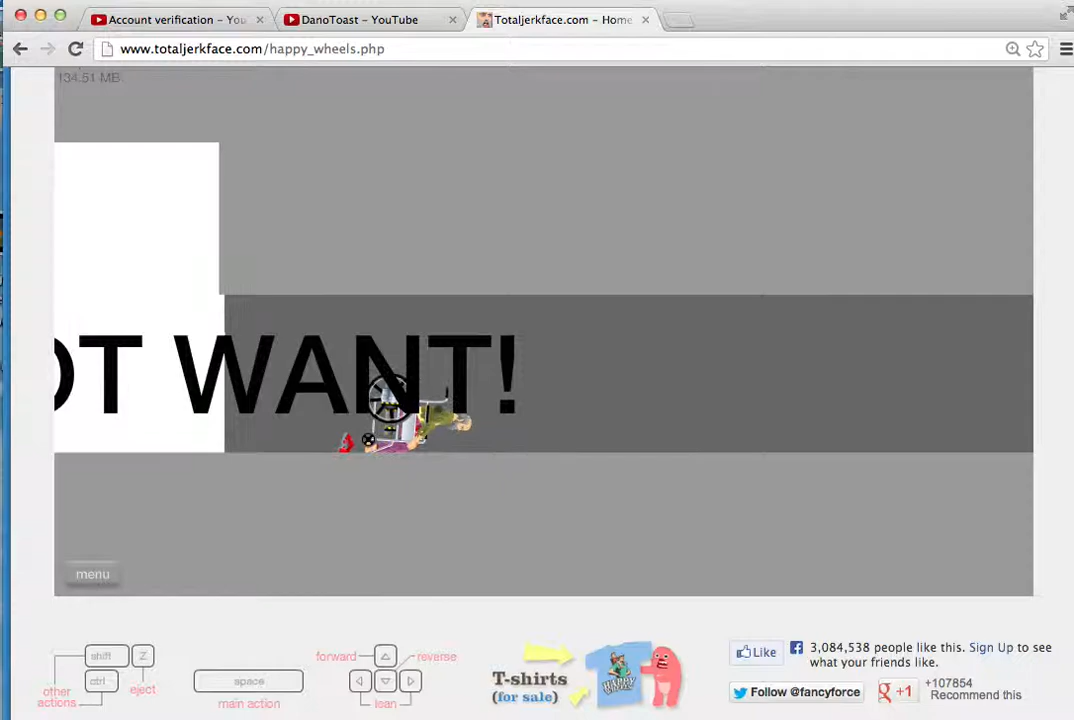 Account verification – You
DanoToast – YouTube
Totaljerkface.com – Home
www.totaljerkface.com/happy_wheels.php
134.51 MB
OT WANT!
menu
shift
Z
ctrl
other
actions
eject
space
main action
forward
reverse
lean
T-shirts
(for sale)
HAPPY
WHEELS
Like
3,084,538 people like this. Sign Up to see
what your friends like.
Follow @fancyforce
+1
+107854
Recommend this